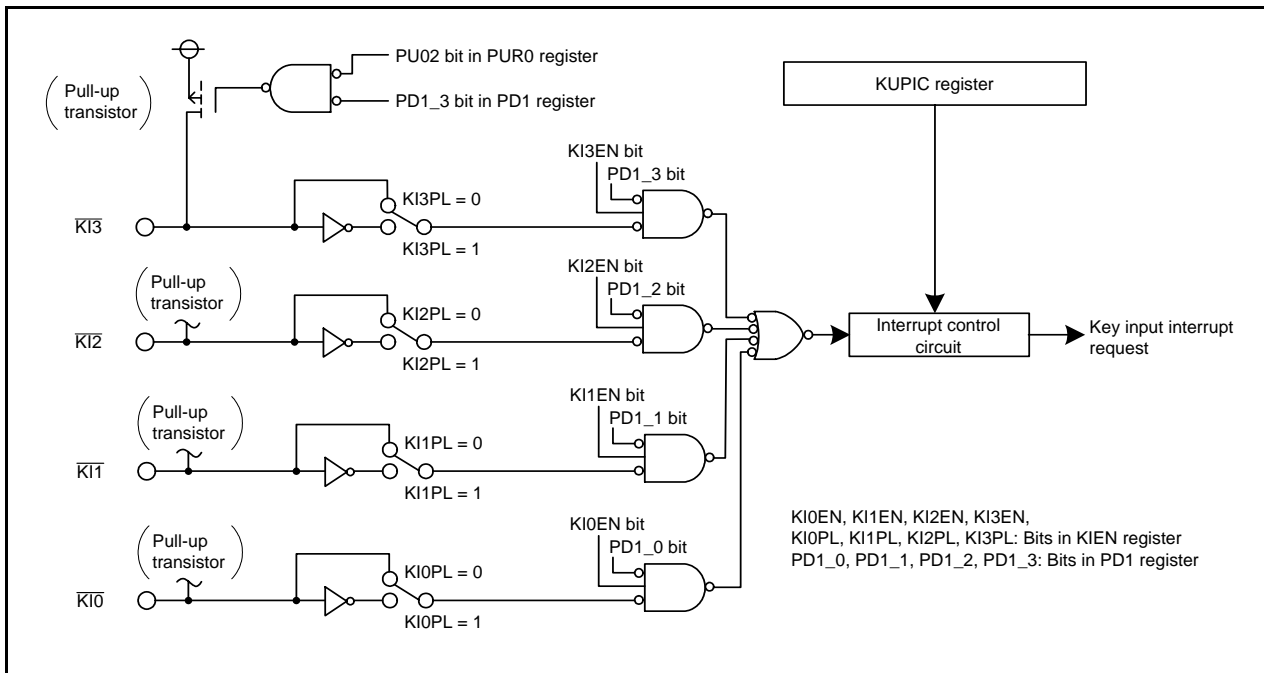 PU02 bit in PUR0 register
Pull-up
transistor
PD1_3 bit in PD1 register
KUPIC register
KI3EN bit
PD1_3 bit
KI3PL = 0
KI3
KI3PL = 1
KI2EN bit
PD1_2 bit
Pull-up
transistor
KI2PL = 0
KI2
KI2PL = 1
Interrupt control
circuit
Key input interrupt
request
KI1EN bit
PD1_1 bit
Pull-up
transistor
KI1PL = 0
KI1
KI1PL = 1
KI0EN bit
PD1_0 bit
Pull-up
transistor
KI0PL = 0
KI0
KI0PL = 1
KI0EN, KI1EN, KI2EN, KI3EN,
KI0PL, KI1PL, KI2PL, KI3PL: Bits in KIEN register
PD1_0, PD1_1, PD1_2, PD1_3: Bits in PD1 register